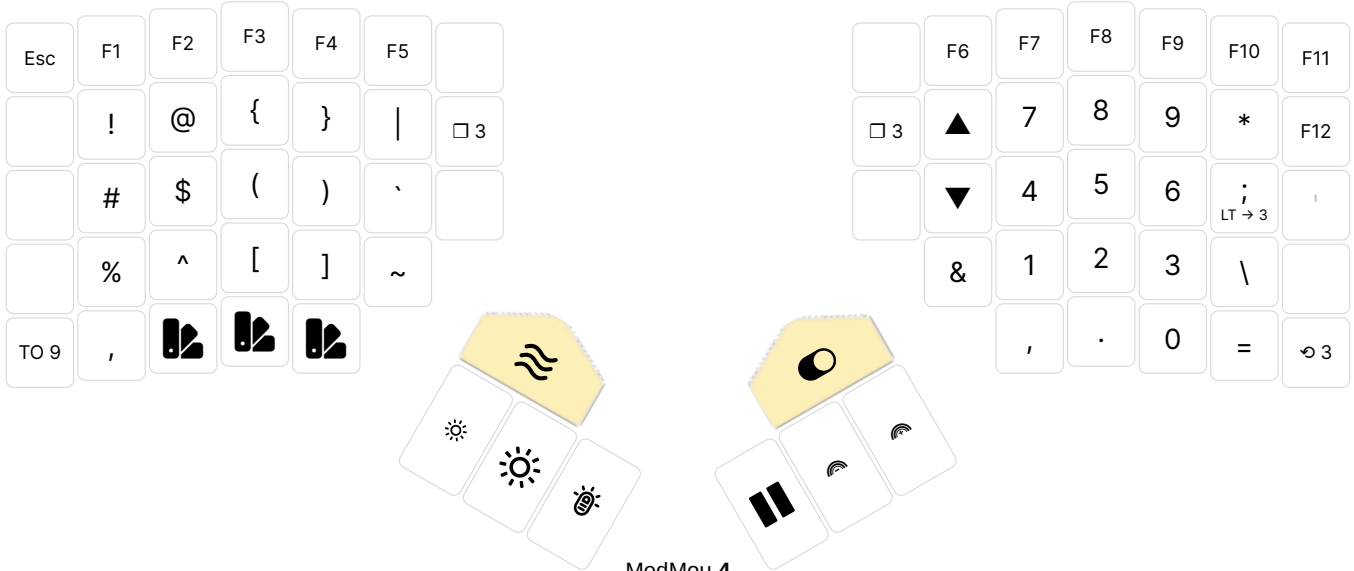 Esc F1 F2 F3 F4 F5 F6 F7 F8 F9 F10 F11
! @ { } | ❐ 3 ❐ 3 ▲ 7 8 9 * F12
# $ ( ) ` ▼ 4 5 6 ; '
LT → 3
% ^ [ ] ~ & 1 2 3 \
TO 9 , , . 0 = ⟲ 3